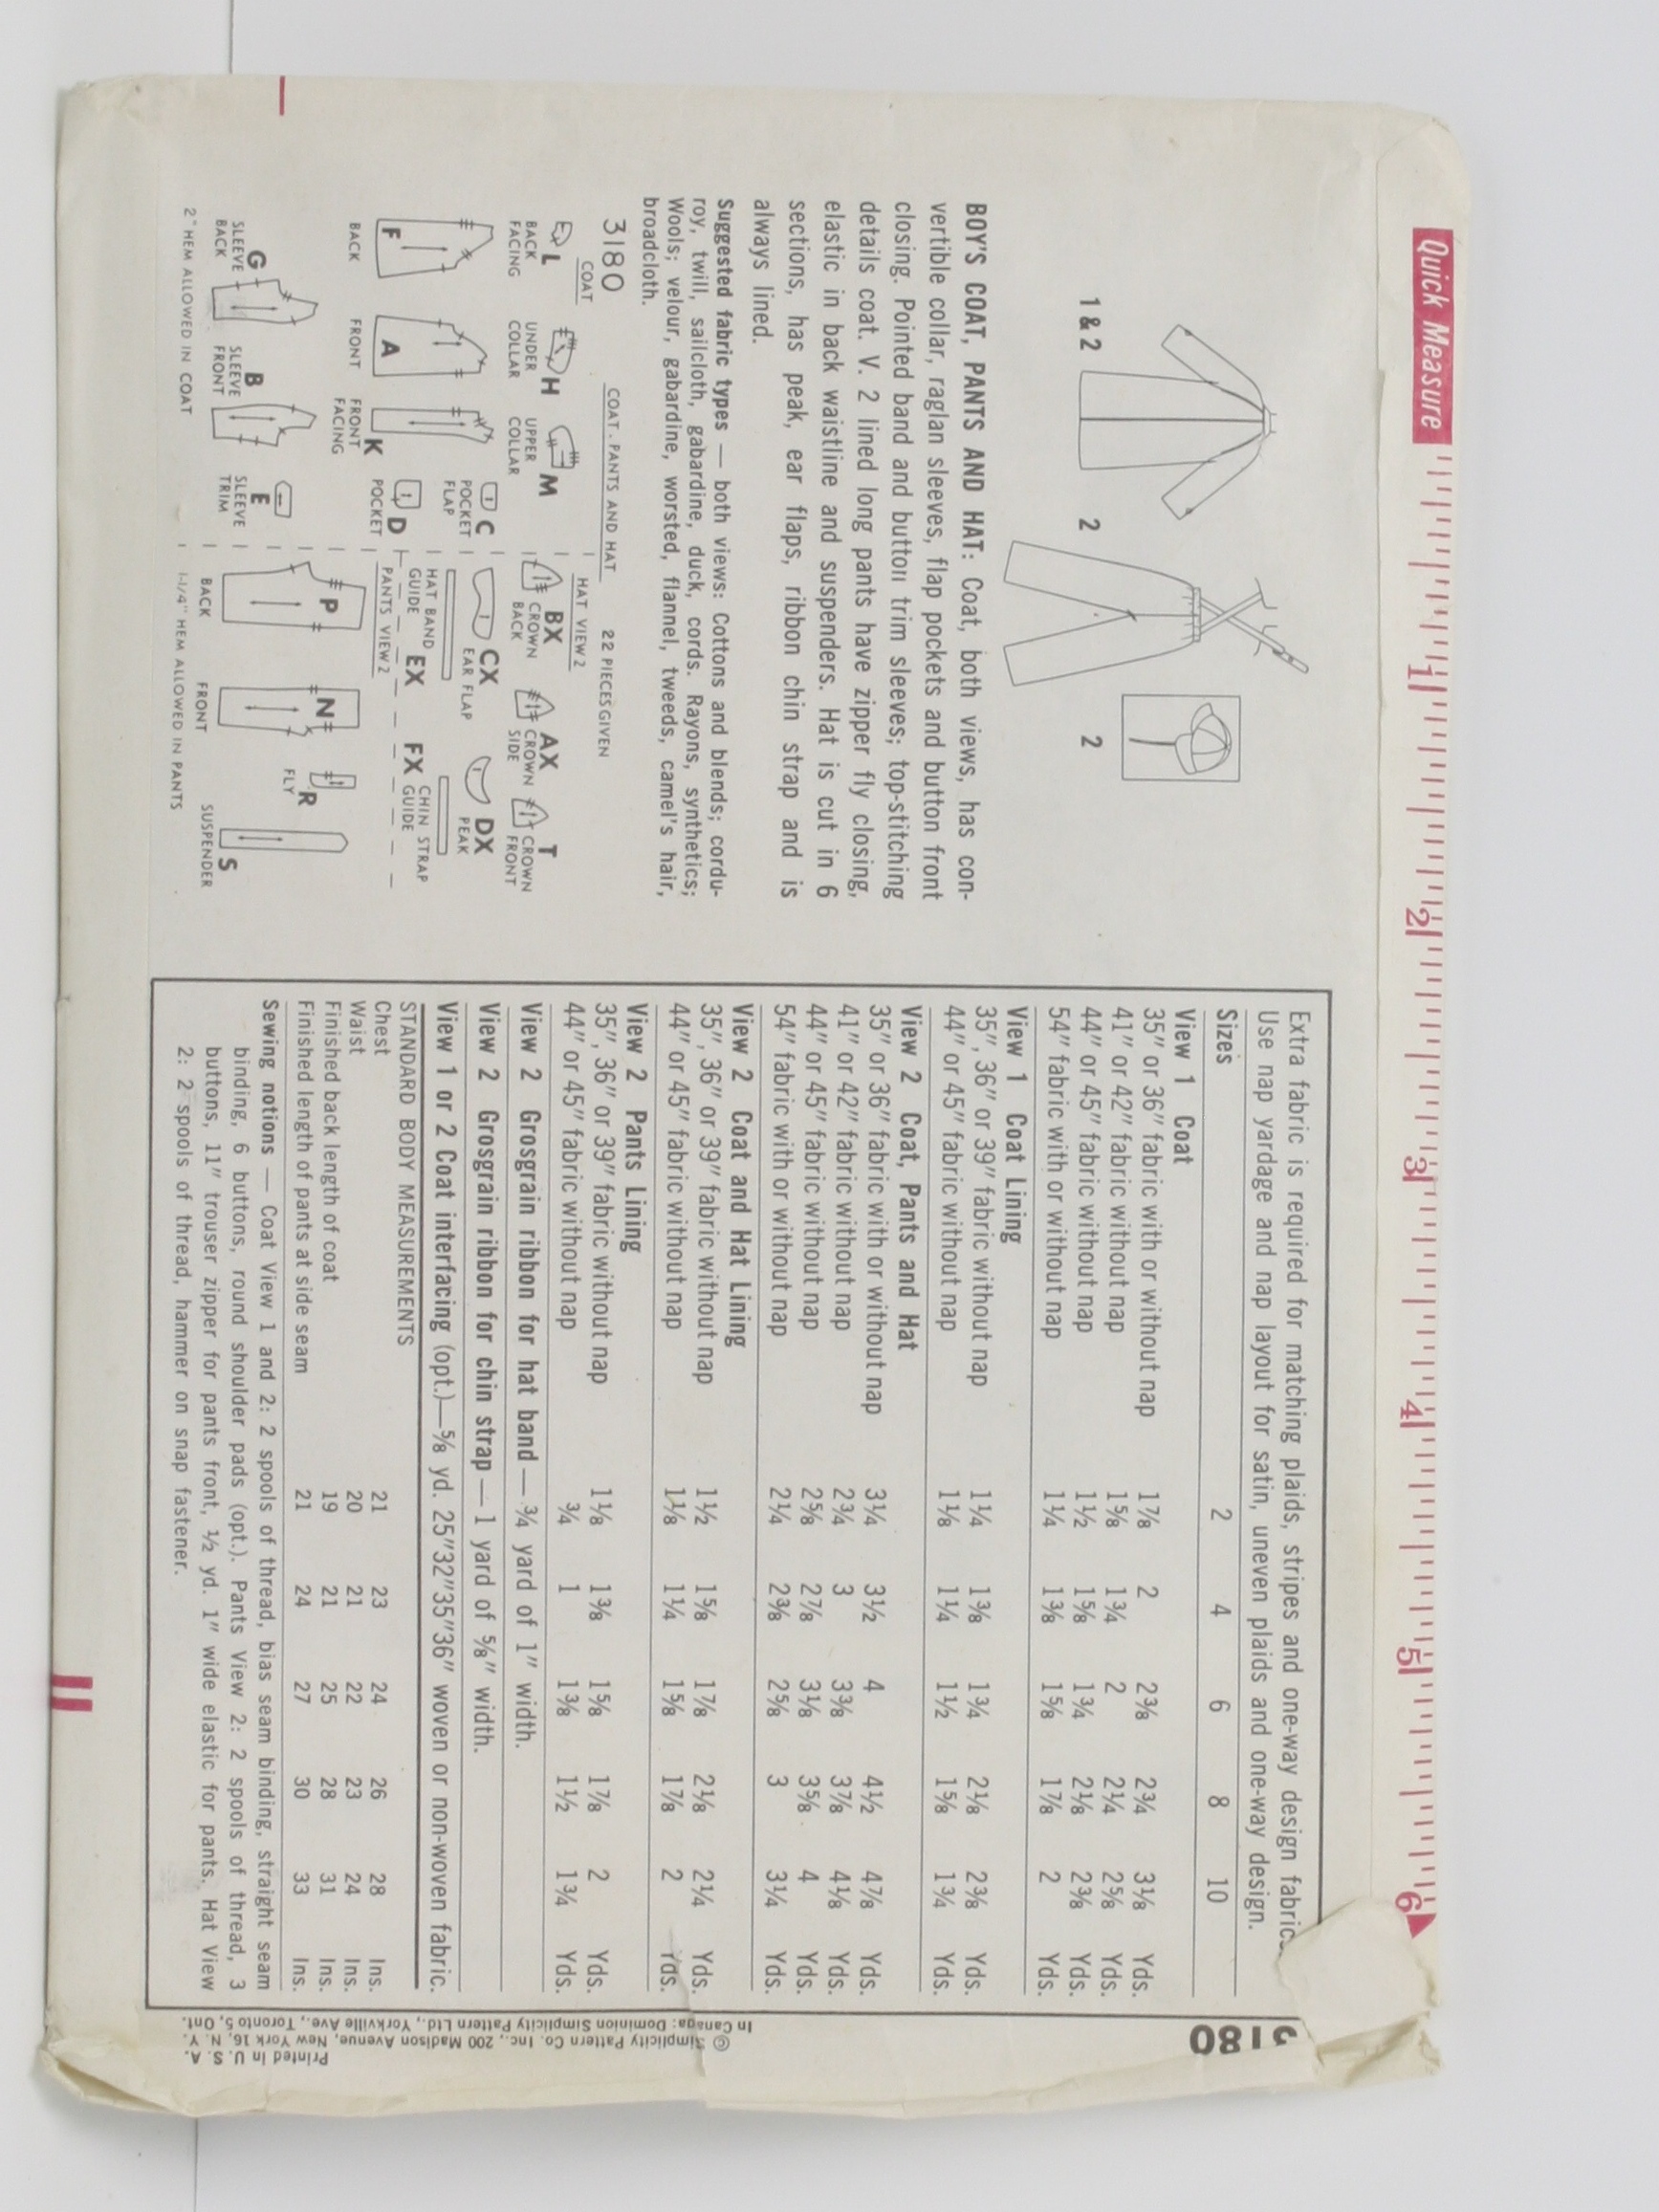 Quick Measure 1 2 3 4 5 6
1 & 2
2
2
BOY'S COAT, PANTS AND HAT: Coat, both views, has con-
vertible collar, raglan sleeves, flap pockets and button front
closing. Pointed band and button trim sleeves; top-stitching
details coat. V. 2 lined long pants have zipper fly closing,
elastic in back waistline and suspenders. Hat is cut in 6
sections, has peak, ear flaps, ribbon chin strap and is
always lined.
Suggested fabric types — both views: Cottons and blends; cordu-
roy, twill, sailcloth, gabardine, duck, cords. Rayons, synthetics;
Wools; velour, gabardine, worsted, flannel, tweeds, camel's hair,
broadcloth.
3180 COAT . PANTS AND HAT 22 PIECES GIVEN
COAT
L
BACK
FACING
H
UNDER
COLLAR
M
UPPER
COLLAR
F
BACK
A
FRONT
K
FRONT
FACING
C
POCKET
FLAP
D
POCKET
G
SLEEVE
BACK
B
SLEEVE
FRONT
E
SLEEVE
TRIM
2" HEM ALLOWED IN COAT
HAT VIEW 2
BX
CROWN
BACK
AX
CROWN
SIDE
T
CROWN
FRONT
CX
EAR FLAP
DX
PEAK
HAT BAND
GUIDE EX
CHIN STRAP
FX GUIDE
PANTS VIEW 2
P
BACK
N
FRONT
R
FLY
S
SUSPENDER
1-1/4" HEM ALLOWED IN PANTS
Extra fabric is required for matching plaids, stripes and one-way design fabric
Use nap yardage and nap layout for satin, uneven plaids and one-way design.
Sizes 2 4 6 8 10
View 1 Coat
35" or 36" fabric with or without nap 1⅞ 2 2⅜ 2¾ 3⅛ Yds.
41" or 42" fabric without nap 1⅝ 1¾ 2 2¼ 2⅝ Yds.
44" or 45" fabric without nap 1½ 1⅝ 1¾ 2⅛ 2⅜ Yds.
54" fabric with or without nap 1¼ 1⅜ 1⅝ 1⅞ 2 Yds.
View 1 Coat Lining
35", 36" or 39" fabric without nap 1¼ 1⅜ 1¾ 2⅛ 2⅜ Yds.
44" or 45" fabric without nap 1⅛ 1¼ 1½ 1⅝ 1¾ Yds.
View 2 Coat, Pants and Hat
35" or 36" fabric with or without nap 3¼ 3½ 4 4½ 4⅞ Yds.
41" or 42" fabric without nap 2¾ 3 3⅜ 3⅞ 4⅛ Yds.
44" or 45" fabric without nap 2⅝ 2⅞ 3⅛ 3⅝ 4 Yds.
54" fabric with or without nap 2¼ 2⅜ 2⅝ 3 3¼ Yds.
View 2 Coat and Hat Lining
35", 36" or 39" fabric without nap 1½ 1⅝ 1⅞ 2⅛ 2¼ Yds.
44" or 45" fabric without nap 1⅛ 1¼ 1⅝ 1⅞ 2 Yds.
View 2 Pants Lining
35", 36" or 39" fabric without nap 1⅛ 1⅜ 1⅝ 1⅞ 2 Yds.
44" or 45" fabric without nap ¾ 1 1⅜ 1½ 1¾ Yds.
View 2 Grosgrain ribbon for hat band — ¾ yard of 1" width.
View 2 Grosgrain ribbon for chin strap — 1 yard of ⅝" width.
View 1 or 2 Coat interfacing (opt.)—⅝ yd. 25"32"35"36" woven or non-woven fabric.
STANDARD BODY MEASUREMENTS
Chest 21 23 24 26 28 Ins.
Waist 20 21 22 23 24 Ins.
Finished back length of coat 19 21 25 28 31 Ins.
Finished length of pants at side seam 21 24 27 30 33 Ins.
Sewing notions — Coat View 1 and 2: 2 spools of thread, bias seam binding, straight seam
binding, 6 buttons, round shoulder pads (opt.). Pants View 2: 2 spools of thread, 3
buttons, 11" trouser zipper for pants front, ½ yd. 1" wide elastic for pants. Hat View
2: 2 spools of thread, hammer on snap fastener.
3180
© Simplicity Pattern Co. Inc., 200 Madison Avenue, New York 16, N. Y.
In Canada: Dominion Simplicity Pattern Ltd., Yorkville Ave., Toronto 5, Ont.
Printed in U. S. A.